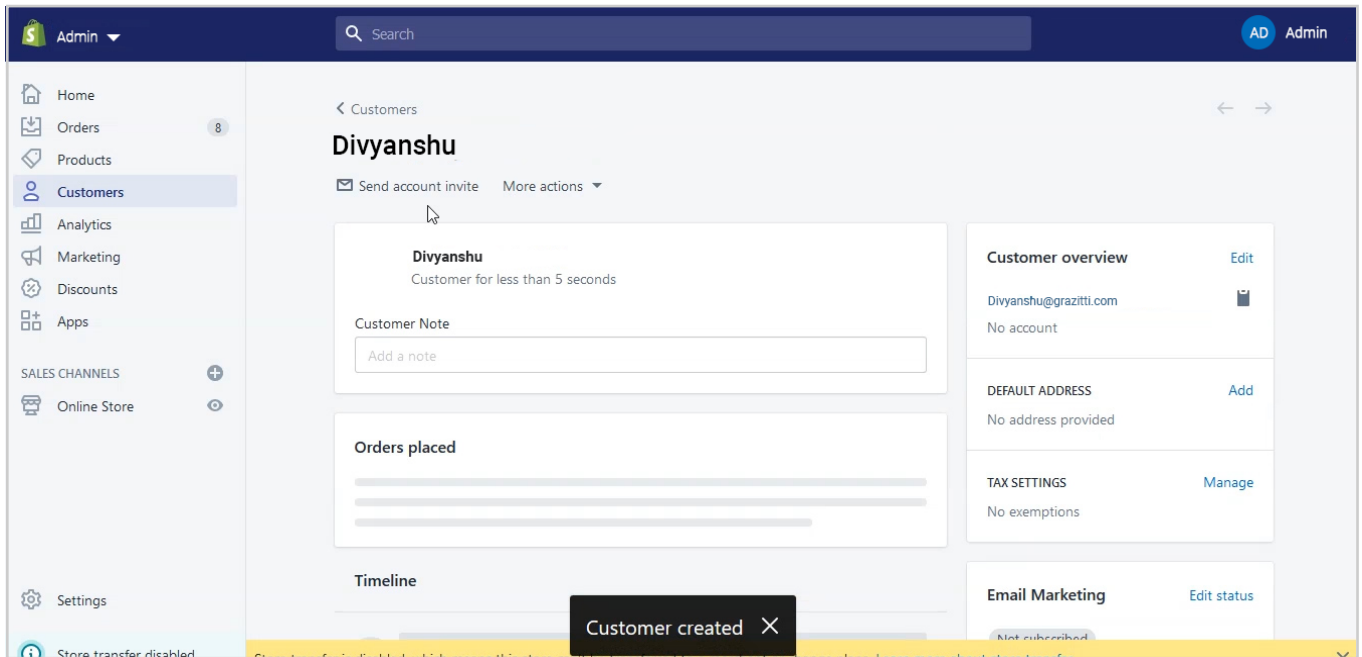 Admin
Search
AD Admin
Home
Orders 8
Products
Customers
Analytics
Marketing
Discounts
Apps
SALES CHANNELS
Online Store
Settings
Store transfer disabled
Customers
Divyanshu
Send account invite More actions
Divyanshu
Customer for less than 5 seconds
Customer Note
Add a note
Orders placed
Timeline
Customer overview Edit
Divyanshu@grazitti.com
No account
DEFAULT ADDRESS Add
No address provided
TAX SETTINGS Manage
No exemptions
Email Marketing Edit status
Not subscribed
Customer created